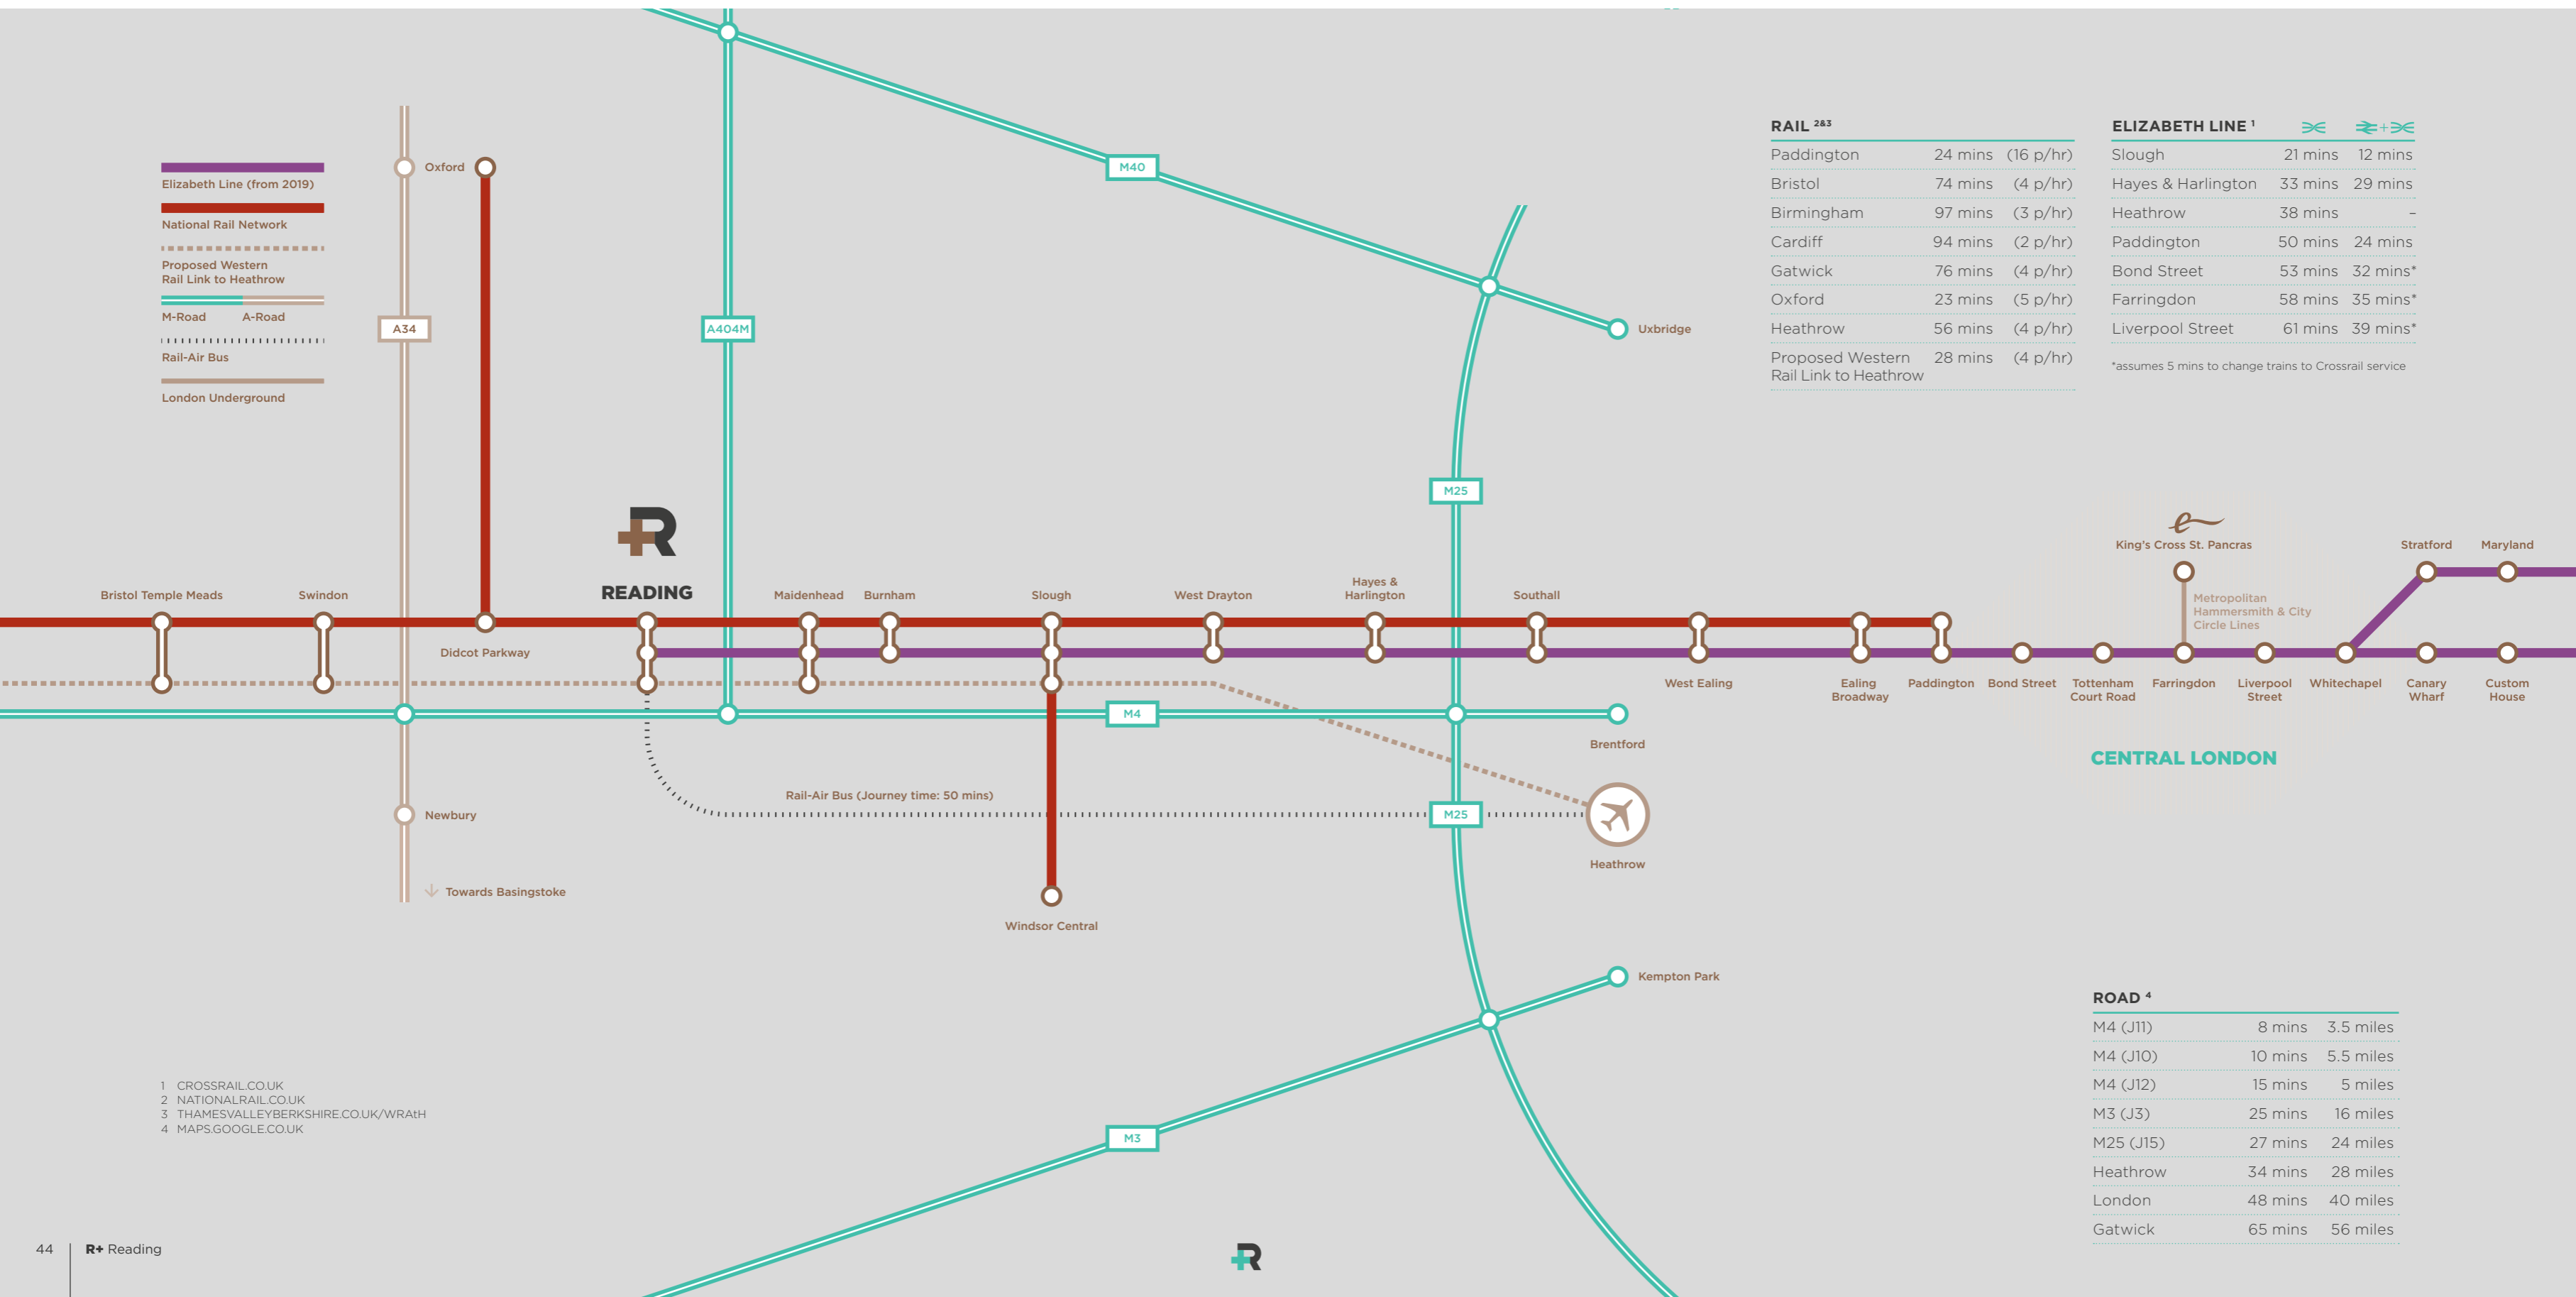 Elizabeth Line (from 2019)
National Rail Network
Proposed Western
Rail Link to Heathrow
M-Road A-Road
Rail-Air Bus
London Underground
Oxford
A34
A404M
M40
Uxbridge
M25
RAIL 2&3
Paddington 24 mins (16 p/hr)
Bristol 74 mins (4 p/hr)
Birmingham 97 mins (3 p/hr)
Cardiff 94 mins (2 p/hr)
Gatwick 76 mins (4 p/hr)
Oxford 23 mins (5 p/hr)
Heathrow 56 mins (4 p/hr)
Proposed Western 28 mins (4 p/hr)
Rail Link to Heathrow
ELIZABETH LINE 1
Slough 21 mins 12 mins
Hayes & Harlington 33 mins 29 mins
Heathrow 38 mins –
Paddington 50 mins 24 mins
Bond Street 53 mins 32 mins*
Farringdon 58 mins 35 mins*
Liverpool Street 61 mins 39 mins*
*assumes 5 mins to change trains to Crossrail service
R
READING
Bristol Temple Meads
Swindon
Didcot Parkway
Maidenhead
Burnham
Slough
West Drayton
Hayes &
Harlington
Southall
West Ealing
Ealing
Broadway
Paddington
Bond Street
Tottenham
Court Road
Farringdon
Liverpool
Street
Whitechapel
Canary
Wharf
Custom
House
e
King's Cross St. Pancras
Metropolitan
Hammersmith & City
Circle Lines
Stratford
Maryland
CENTRAL LONDON
M4
Brentford
Rail-Air Bus (Journey time: 50 mins)
M25
Heathrow
Newbury
Towards Basingstoke
Windsor Central
Kempton Park
M3
ROAD 4
M4 (J11) 8 mins 3.5 miles
M4 (J10) 10 mins 5.5 miles
M4 (J12) 15 mins 5 miles
M3 (J3) 25 mins 16 miles
M25 (J15) 27 mins 24 miles
Heathrow 34 mins 28 miles
London 48 mins 40 miles
Gatwick 65 mins 56 miles
1 CROSSRAIL.CO.UK
2 NATIONALRAIL.CO.UK
3 THAMESVALLEYBERKSHIRE.CO.UK/WRAtH
4 MAPS.GOOGLE.CO.UK
44 R+ Reading
R